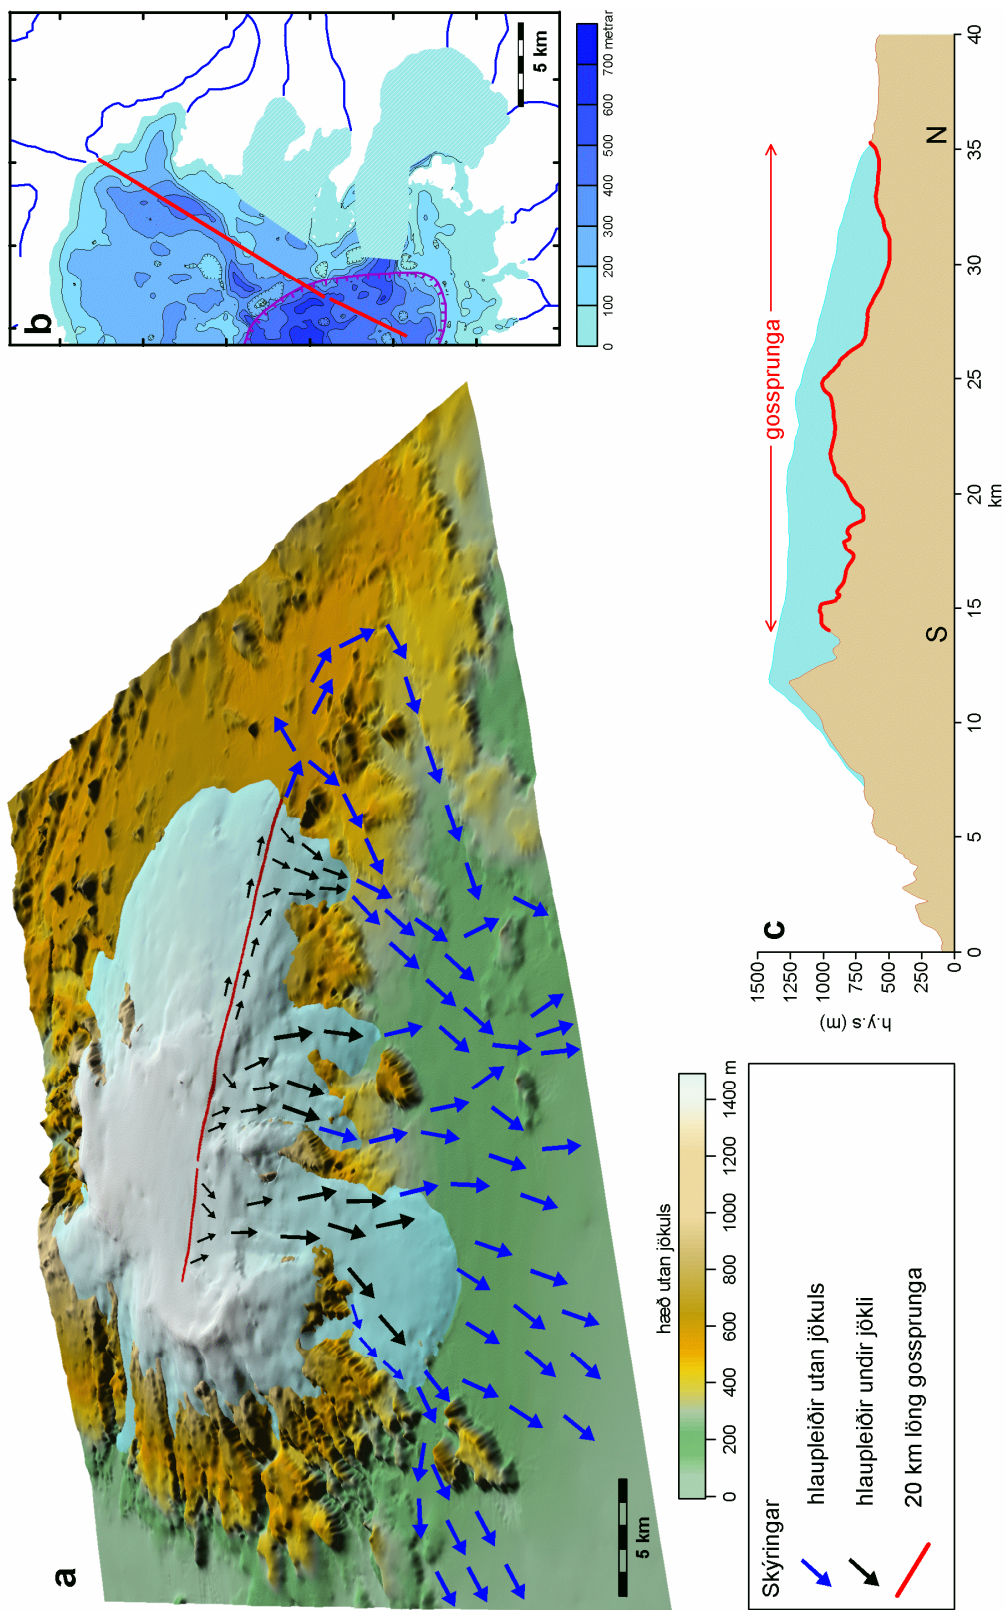 a
5 km
hæð utan jökuls
0 200 400 600 800 1000 1200 1400 m
b
5 km
0 100 200 300 400 500 600 700 metrar
Skýringar
hlaupleiðir utan jökuls
hlaupleiðir undir jökli
20 km löng gossprunga
c
gossprunga
h.y.s (m)
1500
1250
1000
750
500
250
0
S N
0 5 10 15 20 25 30 35 40
km